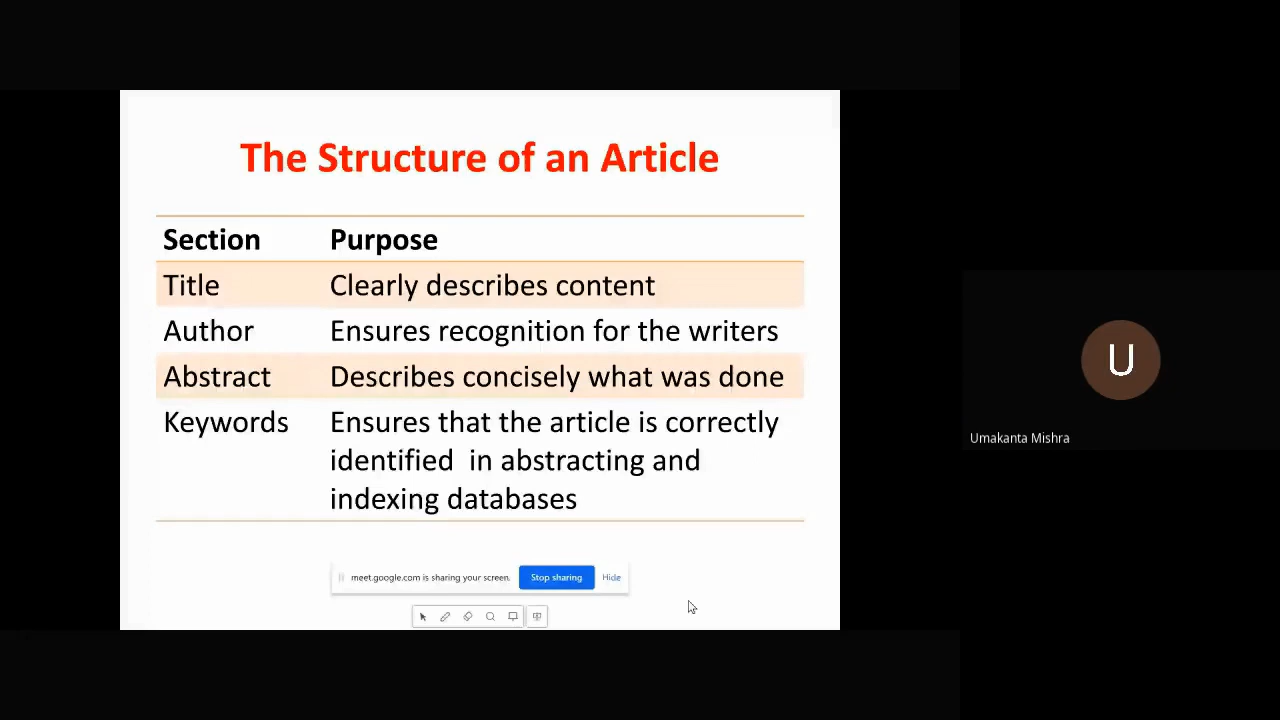 The Structure of an Article
Section Purpose
Title Clearly describes content
Author Ensures recognition for the writers
Abstract Describes concisely what was done
Keywords Ensures that the article is correctly
identified in abstracting and
indexing databases
meet.google.com is sharing your screen. Stop sharing Hide
U
Umakanta Mishra